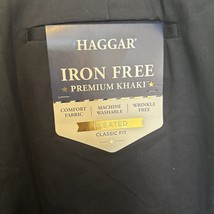 HAGGAR®
IRON FREE
PREMIUM KHAKI
COMFORT FABRIC
MACHINE WASHABLE
WRINKLE FREE
PLEATED
CLASSIC FIT